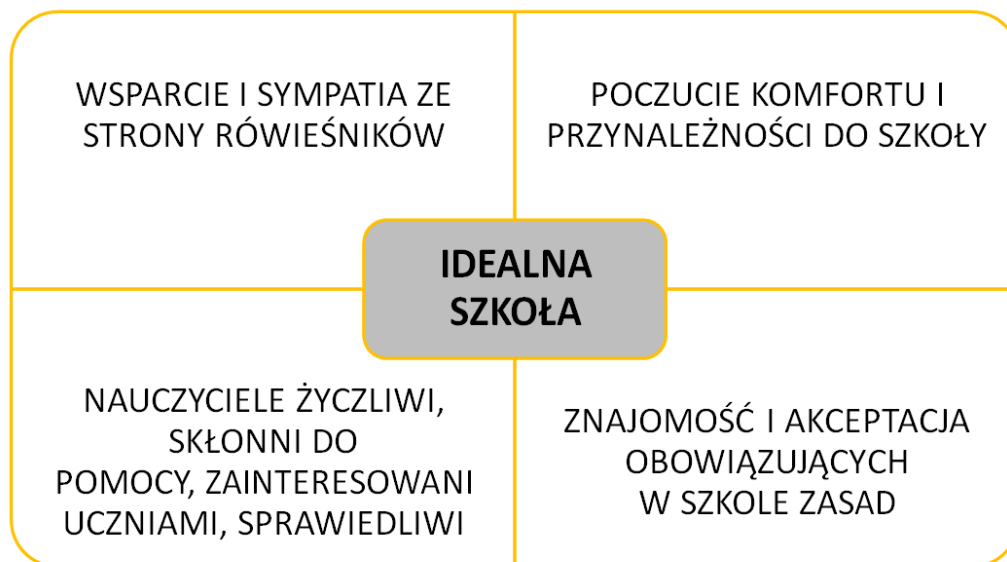 WSPARCIE I SYMPATIA ZE
STRONY RÓWIEŚNIKÓW
POCZUCIE KOMFORTU I
PRZYNALEŻNOŚCI DO SZKOŁY
IDEALNA
SZKOŁA
NAUCZYCIELE ŻYCZLIWI,
SKŁONNI DO
POMOCY, ZAINTERESOWANI
UCZNIAMI, SPRAWIEDLIWI
ZNAJOMOŚĆ I AKCEPTACJA
OBOWIĄZUJĄCYCH
W SZKOLE ZASAD